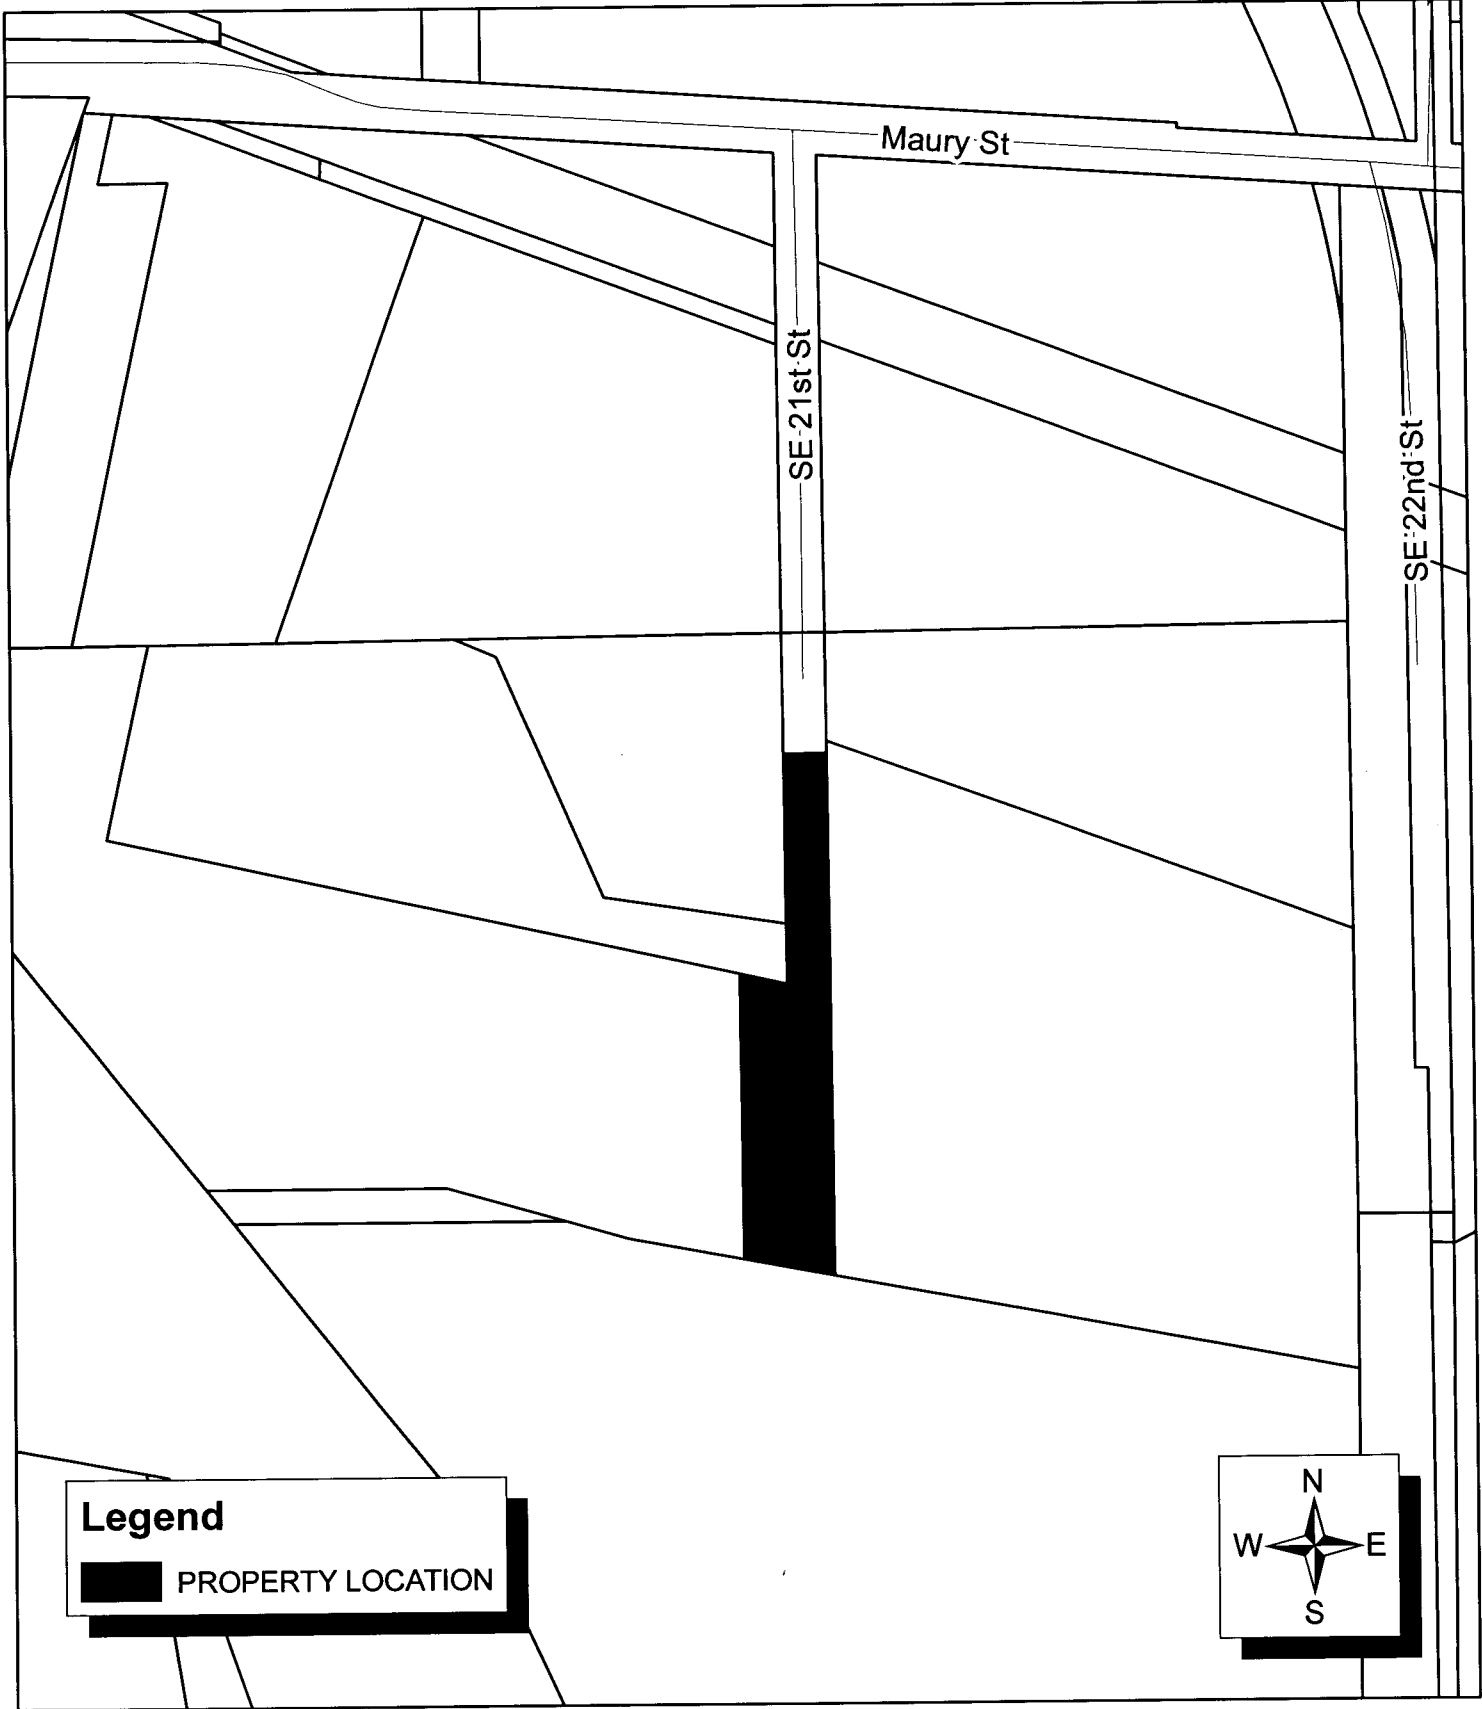 Maury St
SE 21st St
SE 22nd St
Legend
PROPERTY LOCATION
N
W E
S